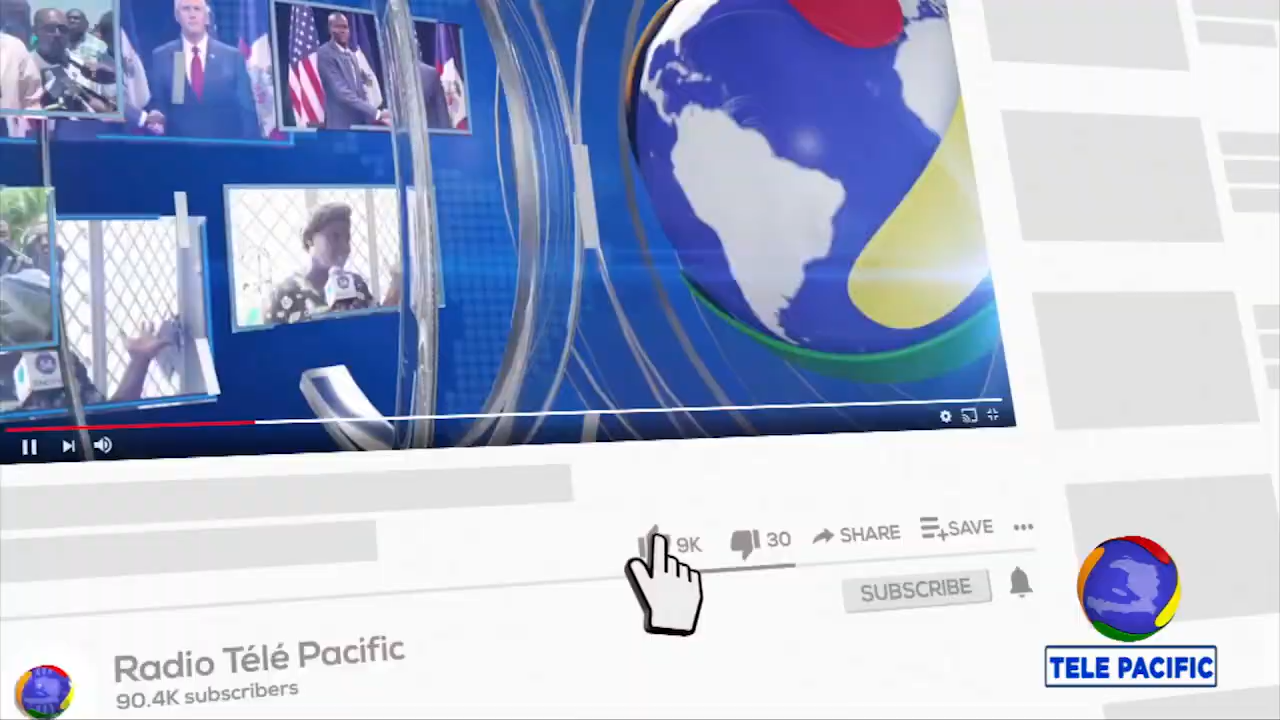 9K
30
SHARE
SAVE
SUBSCRIBE
Radio Télé Pacific
90.4K subscribers
TELE PACIFIC